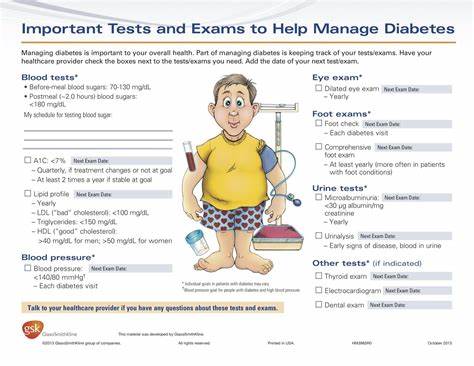 Important Tests and Exams to Help Manage Diabetes
Managing diabetes is important to your overall health. Part of managing diabetes is keeping track of your tests/exams. Have your
healthcare provider check the boxes next to the tests/exams you need. Add the date of your next test/exam.
Blood tests*
• Before-meal blood sugars: 70-130 mg/dL
• Postmeal (~2.0 hours) blood sugars:
<180 mg/dL
My schedule for testing blood sugar:
A1C: <7% Next Exam Date:
– Quarterly, if treatment changes or not at goal
– At least 2 times a year if stable at goal
Lipid profile Next Exam Date:
– Yearly
– LDL ("bad" cholesterol): <100 mg/dL
– Triglycerides: <150 mg/dL
– HDL ("good" cholesterol):
>40 mg/dL for men; >50 mg/dL for women
Blood pressure*
Blood pressure: Next Exam Date:
<140/80 mmHg†
– Each diabetes visit
Eye exam*
Dilated eye exam Next Exam Date:
– Yearly
Foot exams*
Foot check Next Exam Date:
– Each diabetes visit
Comprehensive Next Exam Date:
foot exam
– At least yearly (more often in patients
with foot conditions)
Urine tests*
Microalbuminuria: Next Exam Date:
<30 µg albumin/mg
creatinine
– Yearly
Urinalysis Next Exam Date:
– Early signs of disease, blood in urine
Other tests* (if indicated)
Thyroid exam Next Exam Date:
Electrocardiogram Next Exam Date:
Dental exam Next Exam Date:
* Individual goals in patients with diabetes may vary
† Blood pressure goal for people with diabetes and high blood pressure.
Talk to your healthcare provider if you have any questions about these tests and exams.
gsk
GlaxoSmithKline
This material was developed by GlaxoSmithKline.
©2013 GlaxoSmithKline group of companies. All rights reserved. Printed in USA. October 2013